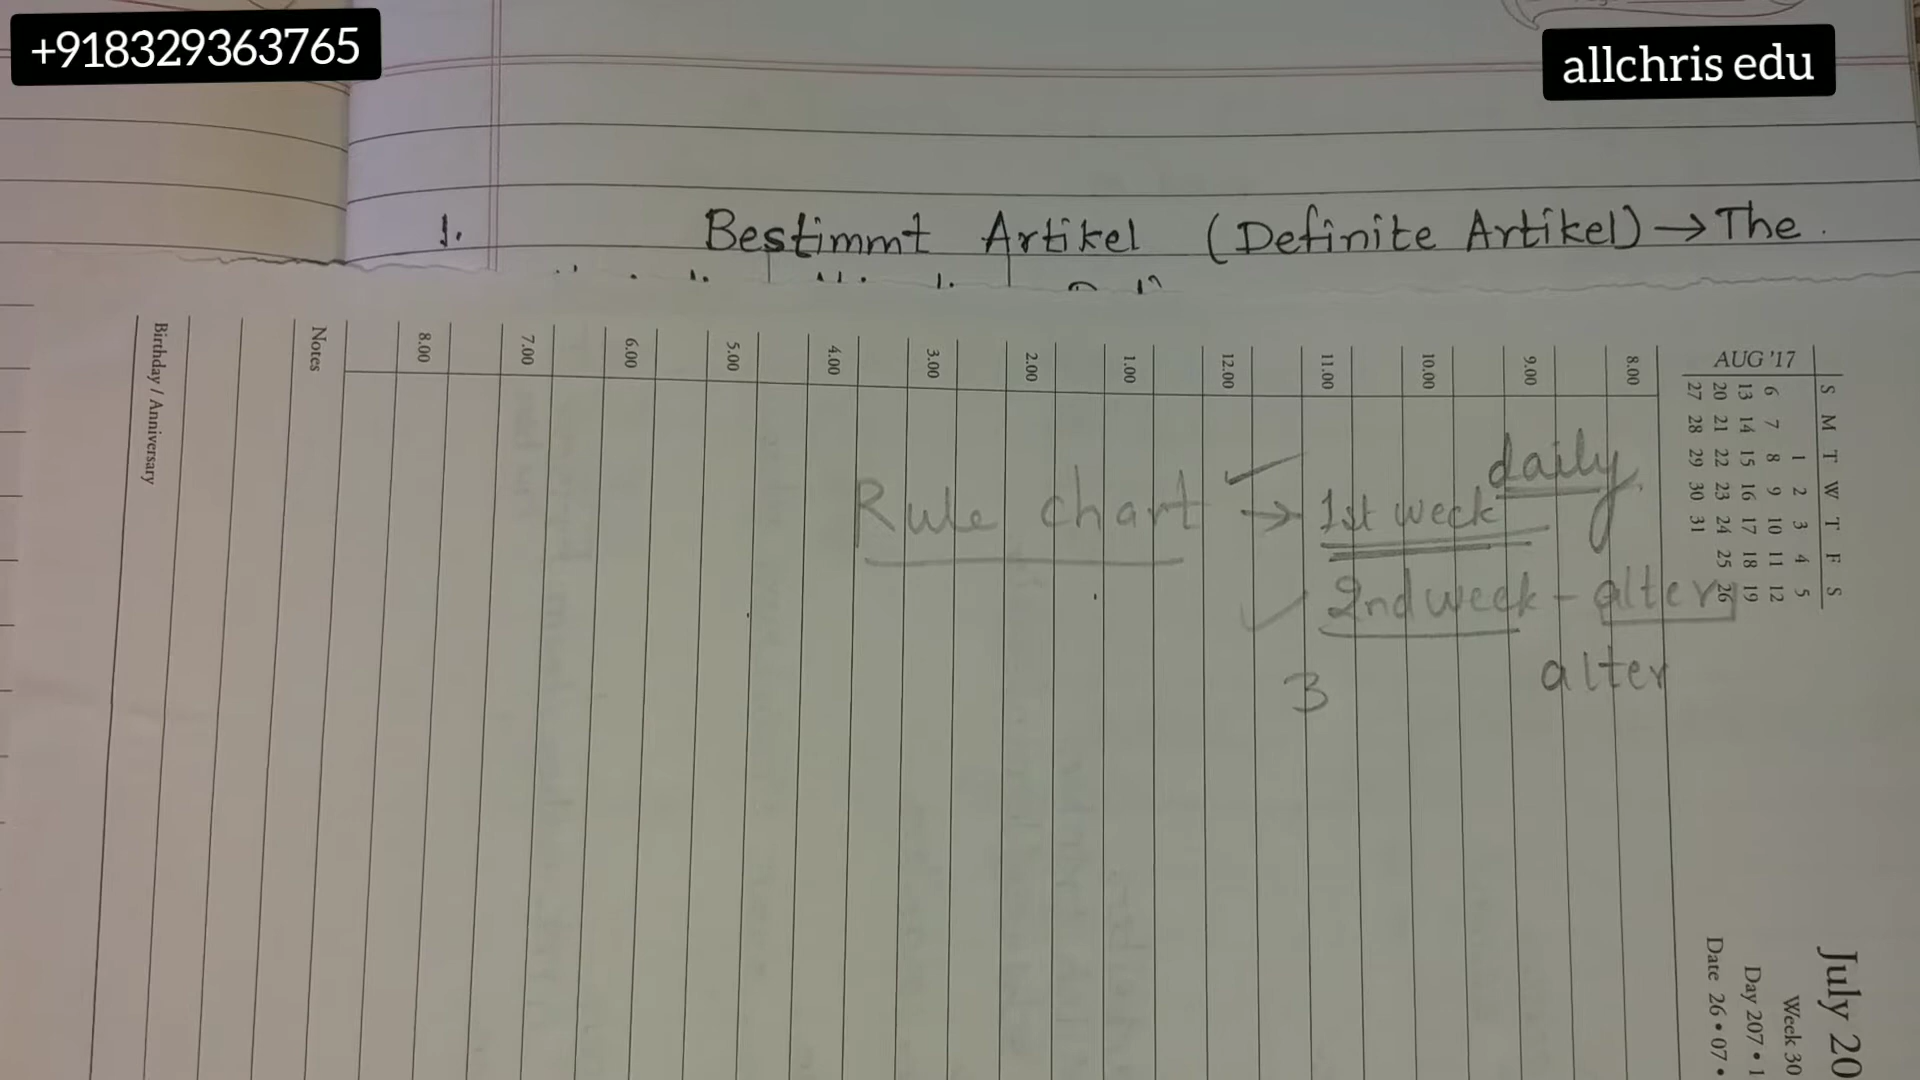 +918329363765
allchris edu
1. Bestimmt Artikel (Definite Artikel) → The.
Rule chart → 1st week daily
2nd week - alter
alter
3
AUG '17
S M T W T F S
1 2 3 4 5
6 7 8 9 10 11 12
13 14 15 16 17 18 19
20 21 22 23 24 25 26
27 28 29 30 31
8.00
9.00
10.00
11.00
12.00
1.00
2.00
3.00
4.00
5.00
6.00
7.00
8.00
Notes
Birthday / Anniversary
July 20
Week 30
Day 207 • 1
Date 26 • 07 •